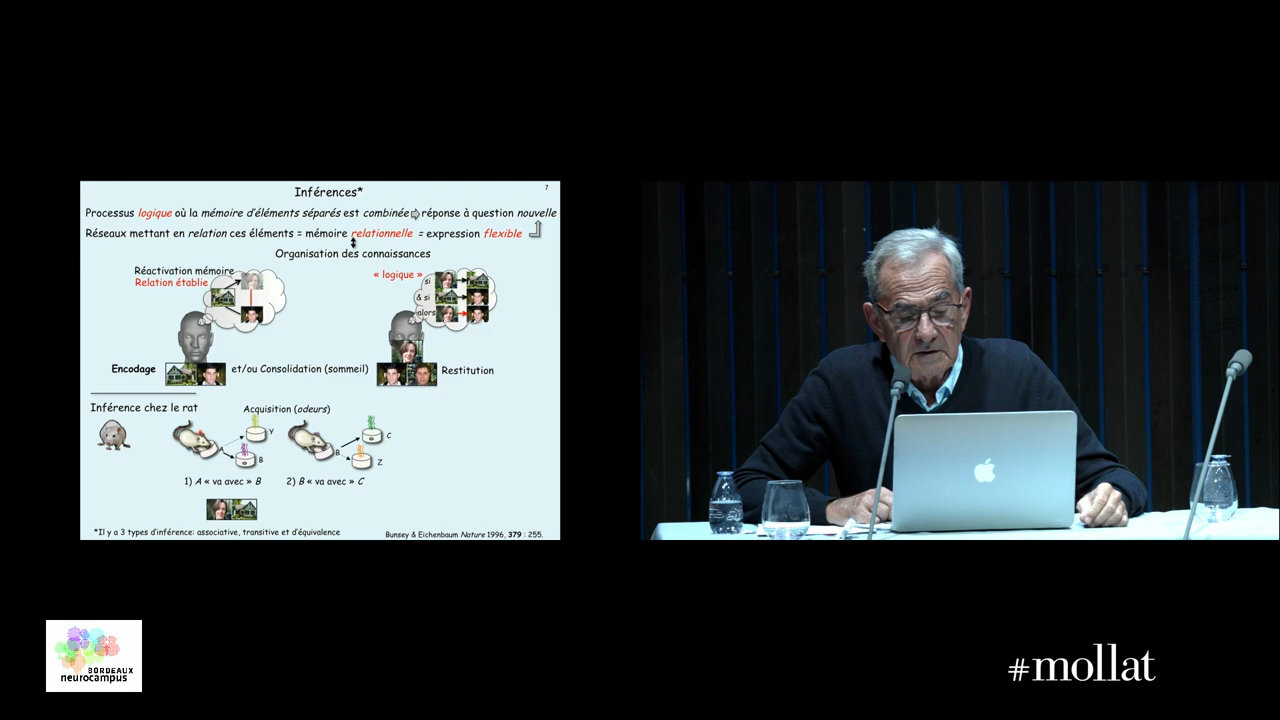 Inférences*
7
Processus logique où la mémoire d'éléments séparés est combinée réponse à question nouvelle
Réseaux mettant en relation ces éléments = mémoire relationnelle = expression flexible
Organisation des connaissances
Réactivation mémoire
Relation établie
« logique »
si
& si
alors
Encodage
et/ou Consolidation (sommeil)
Restitution
Inférence chez le rat
Acquisition (odeurs)
A
Y
B
B
C
Z
1) A « va avec » B
2) B « va avec » C
*Il y a 3 types d'inférence: associative, transitive et d'équivalence
Bunsey & Eichenbaum Nature 1996, 379 : 255.
BORDEAUX
neurocampus
#mollat